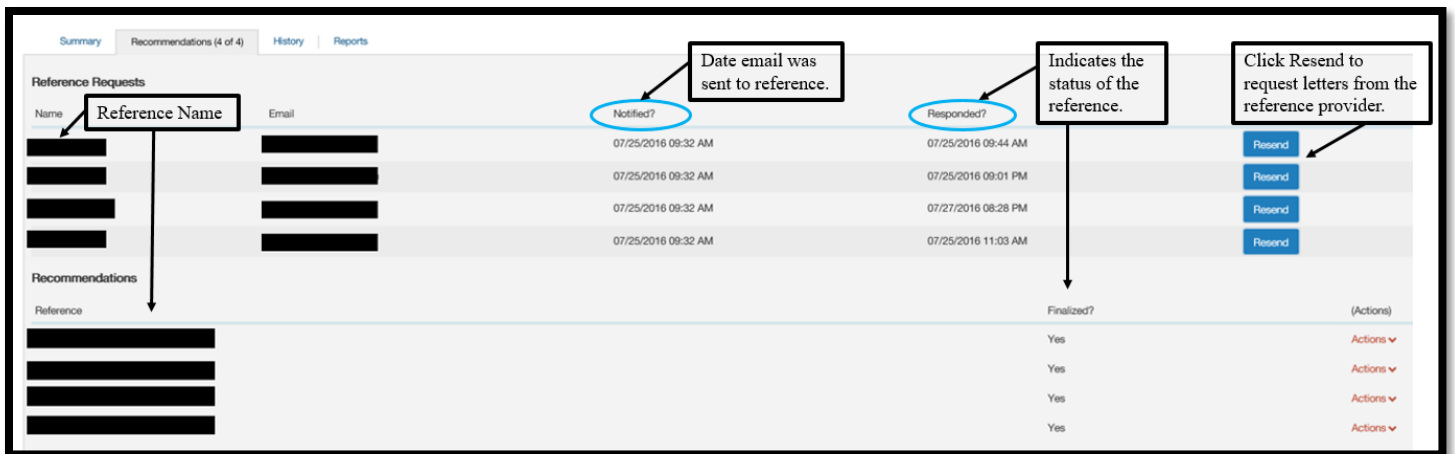 Summary Recommendations (4 of 4) History Reports
Date email was
sent to reference.
Indicates the
status of the
reference.
Click Resend to
request letters from the
reference provider.
Reference Requests
Name Reference Name Email Notified? Responded?
07/25/2016 09:32 AM 07/25/2016 09:44 AM Resend
07/25/2016 09:32 AM 07/25/2016 09:01 PM Resend
07/25/2016 09:32 AM 07/27/2016 08:28 PM Resend
07/25/2016 09:32 AM 07/25/2016 11:03 AM Resend
Recommendations
Reference Finalized? (Actions)
Yes Actions
Yes Actions
Yes Actions
Yes Actions